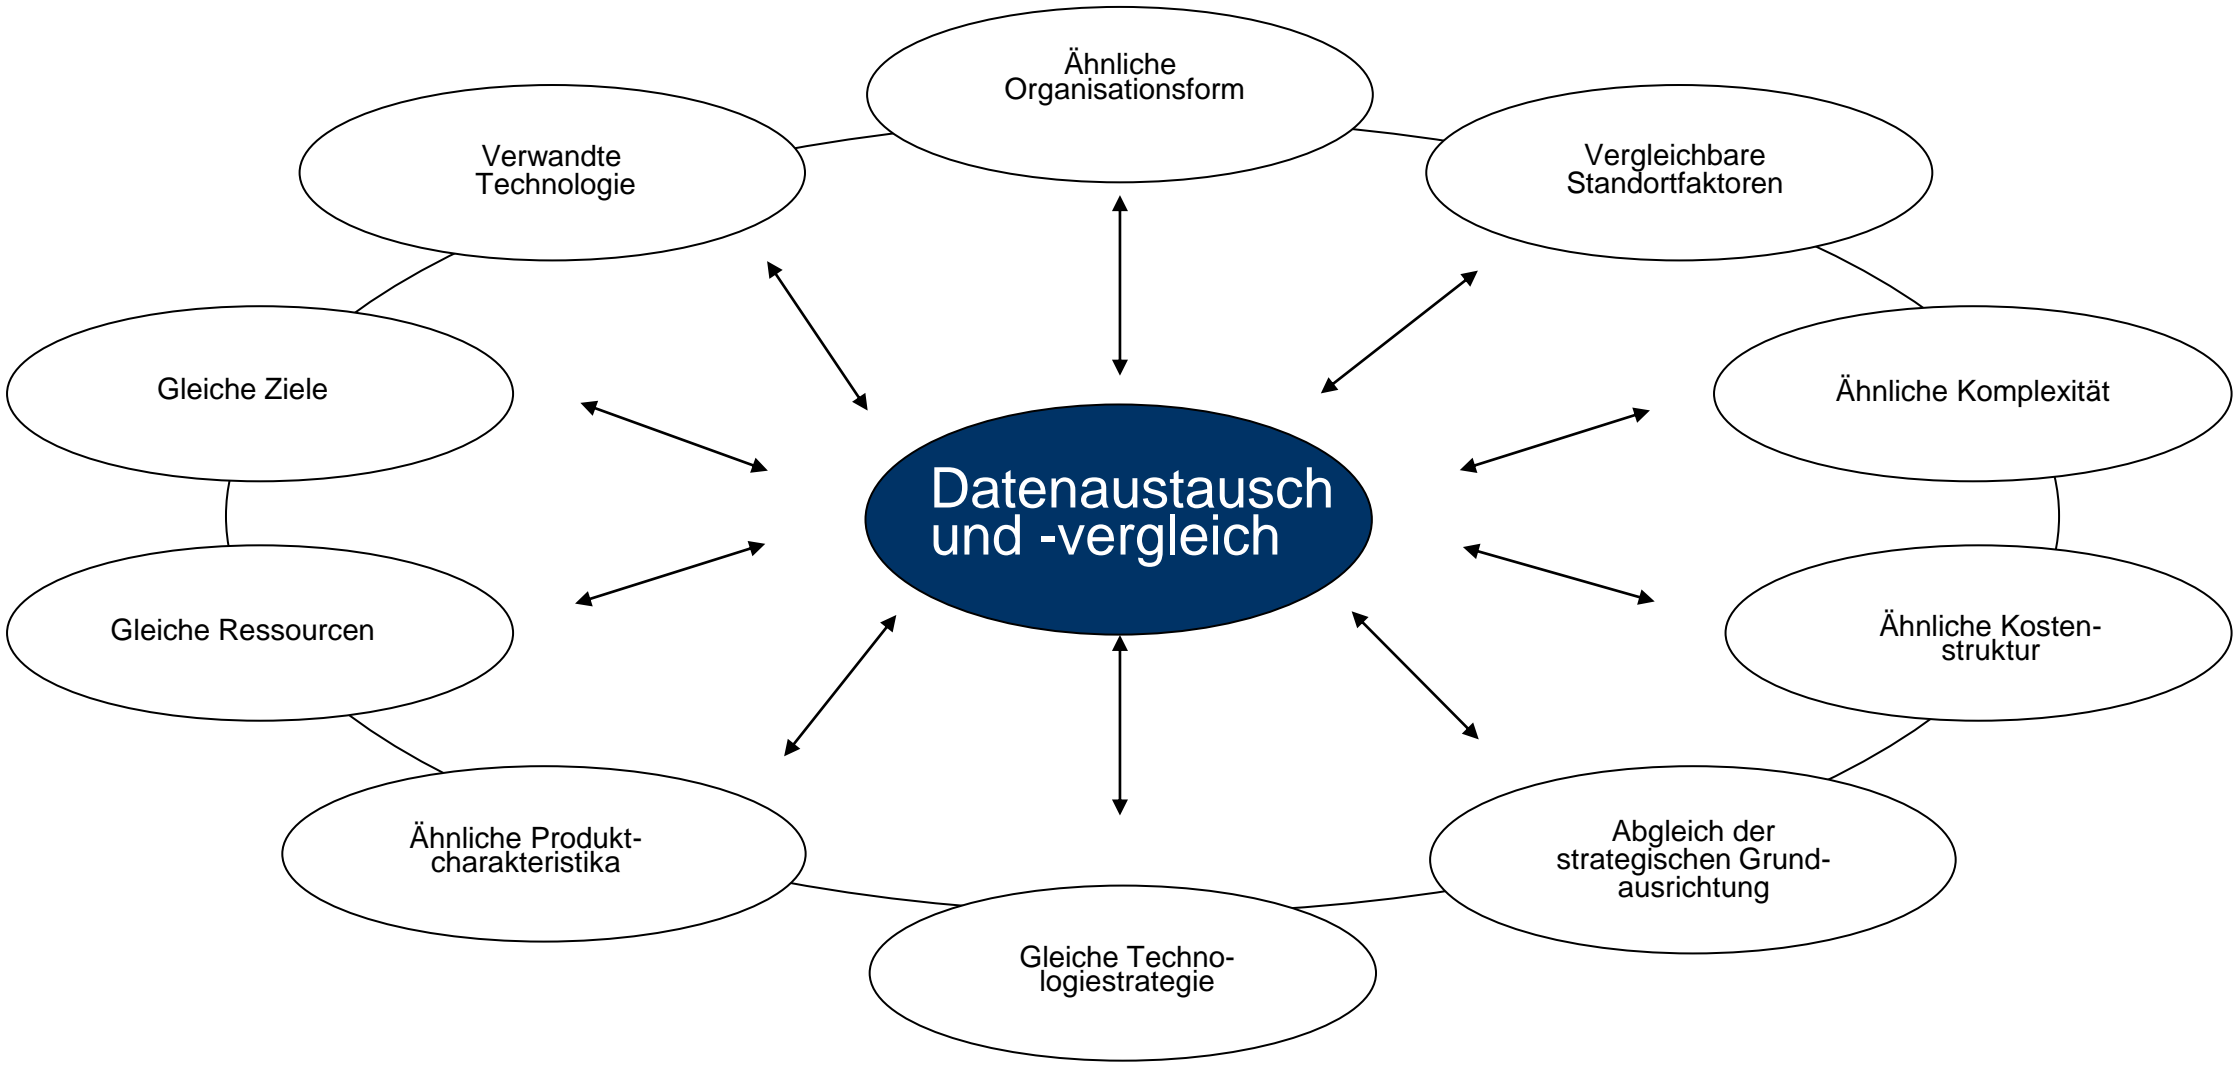 Ähnliche
Organisationsform
Verwandte
Technologie
Vergleichbare
Standortfaktoren
Gleiche Ziele
Ähnliche Komplexität
Datenaustausch
und -vergleich
Gleiche Ressourcen
Ähnliche Kosten-
struktur
Ähnliche Produkt-
charakteristika
Abgleich der
strategischen Grund-
ausrichtung
Gleiche Techno-
logiestrategie